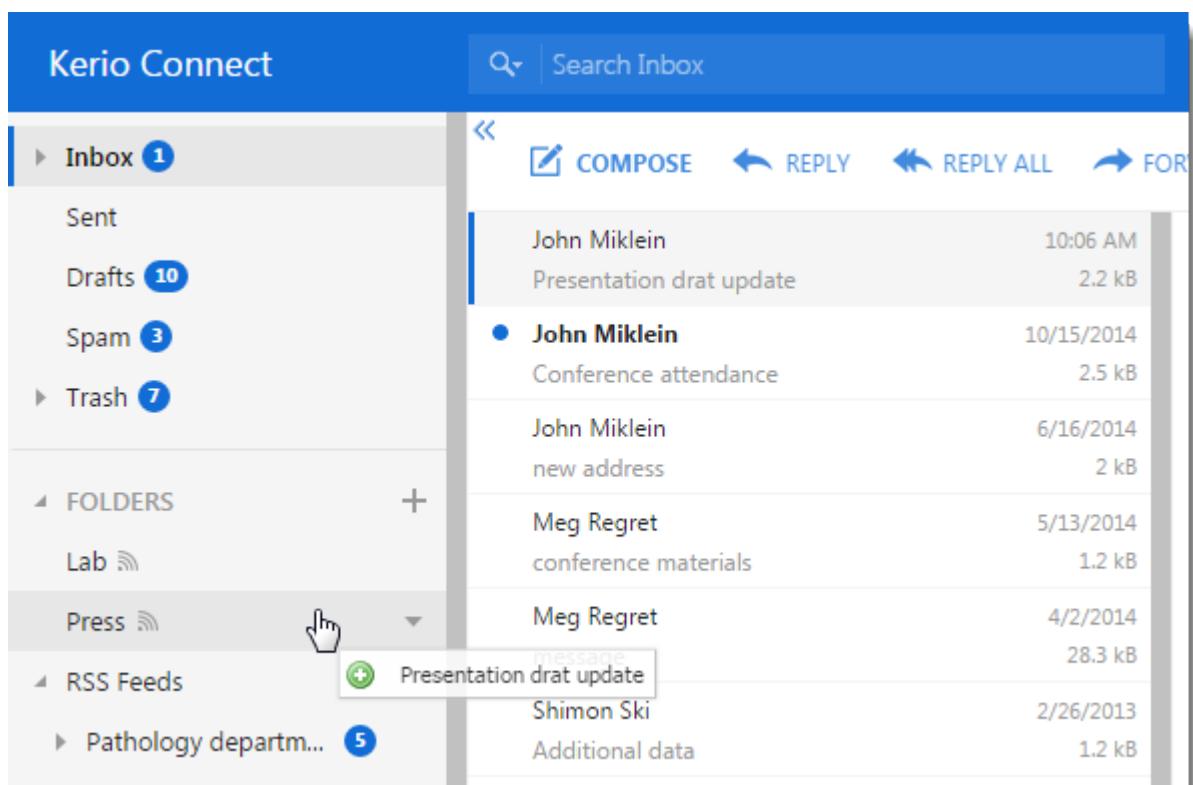 Kerio Connect
Search Inbox
Inbox 1
Sent
Drafts 10
Spam 3
Trash 7
FOLDERS
Lab
Press
RSS Feeds
Pathology departm... 5
COMPOSE REPLY REPLY ALL FOR
John Miklein 10:06 AM
Presentation drat update 2.2 kB
John Miklein 10/15/2014
Conference attendance 2.5 kB
John Miklein 6/16/2014
new address 2 kB
Meg Regret 5/13/2014
conference materials 1.2 kB
Meg Regret 4/2/2014
message 28.3 kB
Presentation drat update
Shimon Ski 2/26/2013
Additional data 1.2 kB